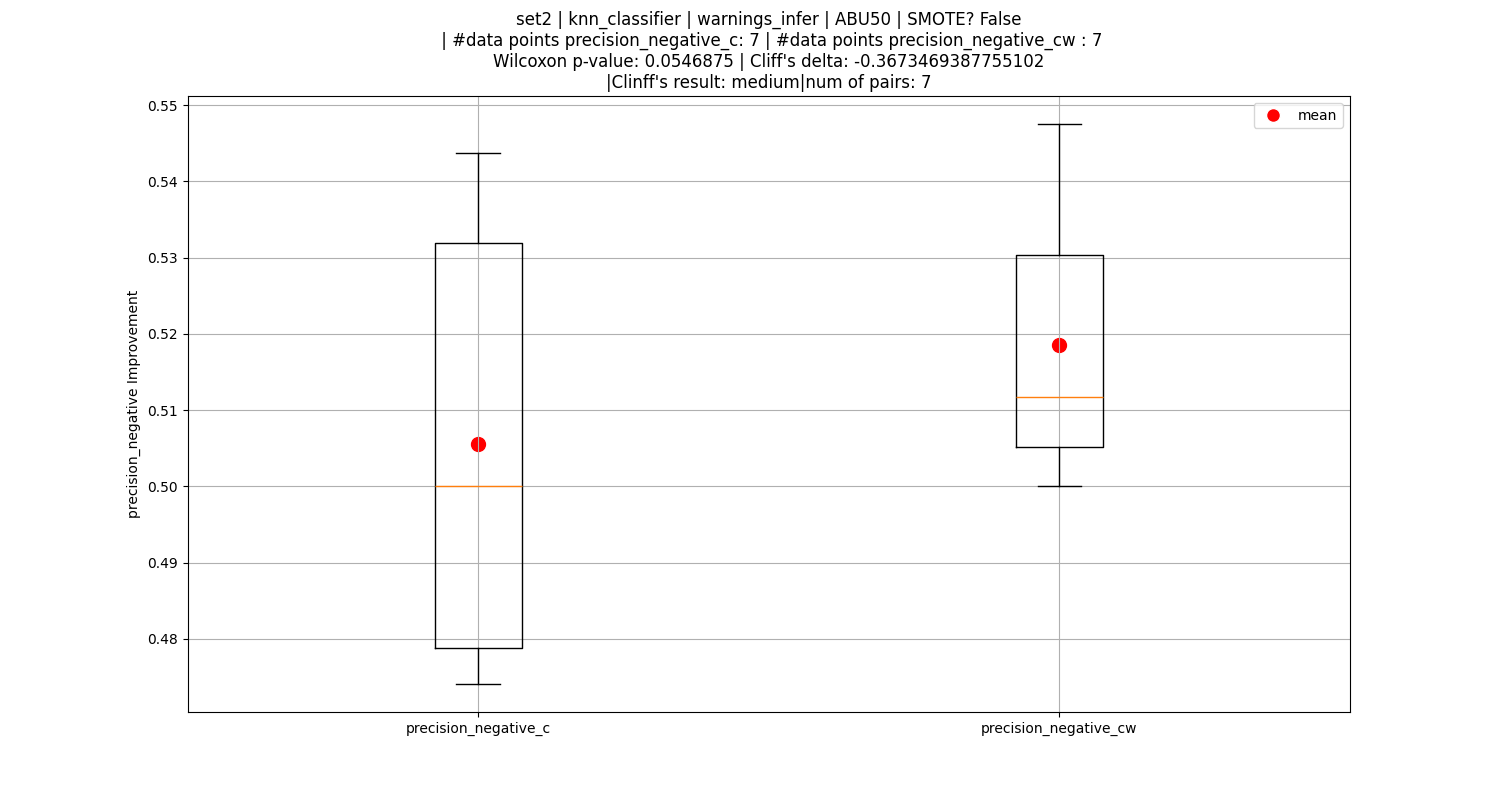 set2 | knn_classifier | warnings_infer | ABU50 | SMOTE? False
| #data points precision_negative_c: 7 | #data points precision_negative_cw : 7
Wilcoxon p-value: 0.0546875 | Cliff's delta: -0.3673469387755102
|Clinff's result: medium|num of pairs: 7
mean
0.55
0.54
0.53
0.52
0.51
0.50
0.49
0.48
precision_negative Improvement
precision_negative_c
precision_negative_cw